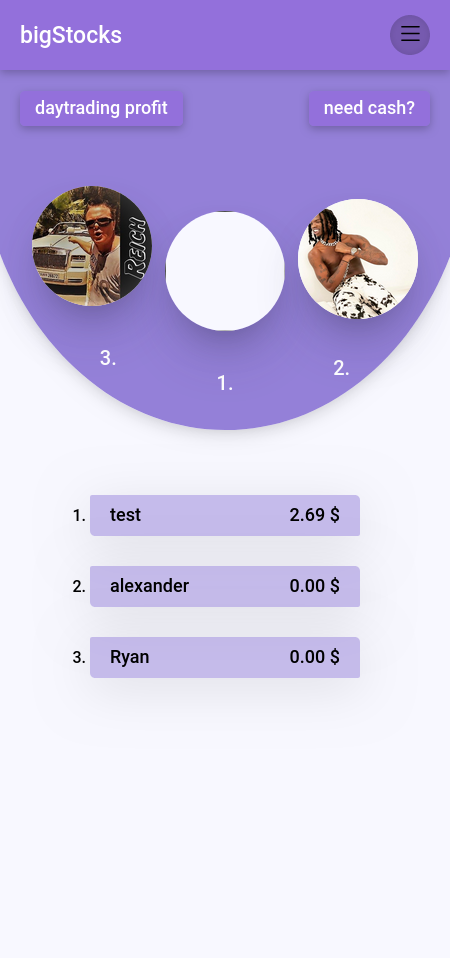 bigStocks
daytrading profit
need cash?
REICH
3.
1.
2.
1. test 2.69 $
2. alexander 0.00 $
3. Ryan 0.00 $